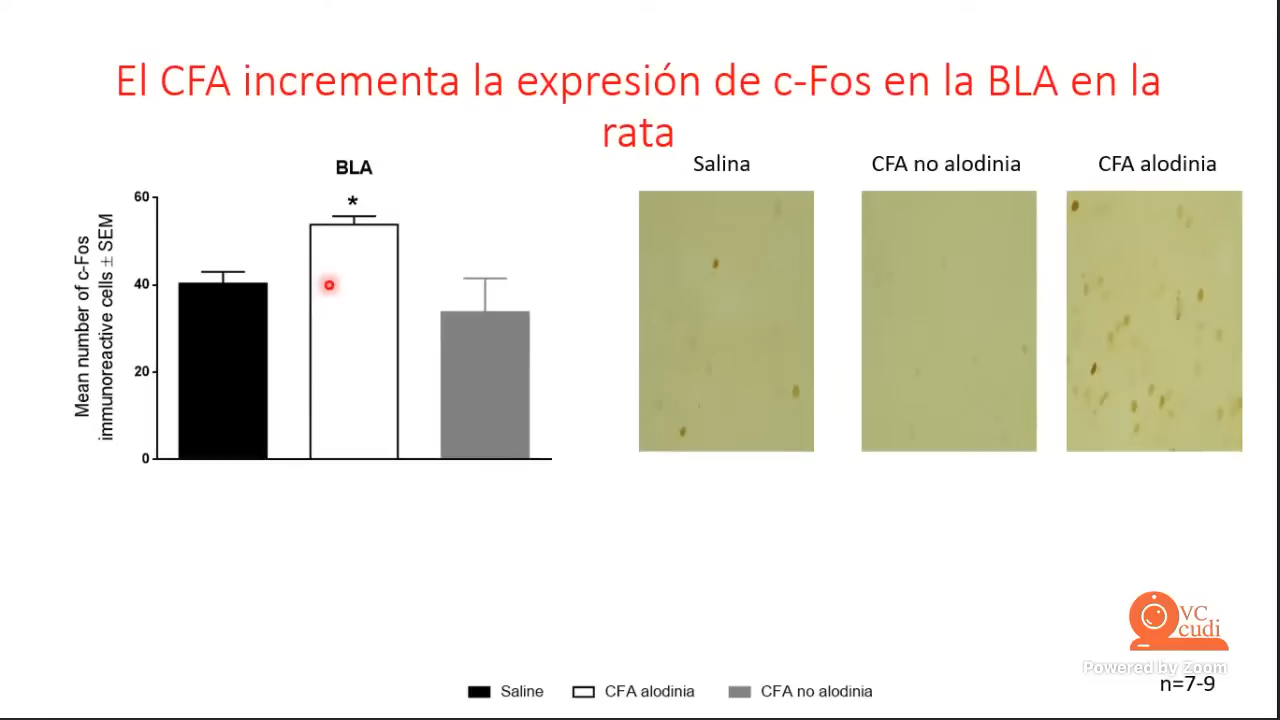 El CFA incrementa la expresión de c-Fos en la BLA en la
rata
BLA
*
60
40
20
0
Mean number of c-Fos
immunoreactive cells ± SEM
Salina
CFA no alodinia
CFA alodinia
VC
cudi
Powered by Zoom
n=7-9
Saline
CFA alodinia
CFA no alodinia